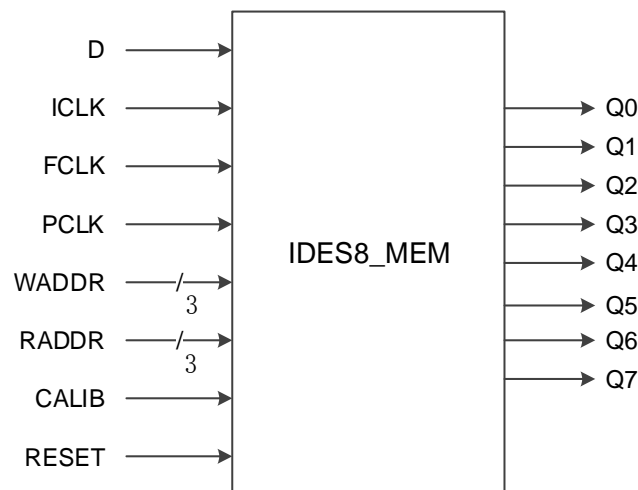 D
ICLK
FCLK
PCLK
WADDR
/
3
RADDR
/
3
CALIB
RESET
IDES8_MEM
Q0
Q1
Q2
Q3
Q4
Q5
Q6
Q7